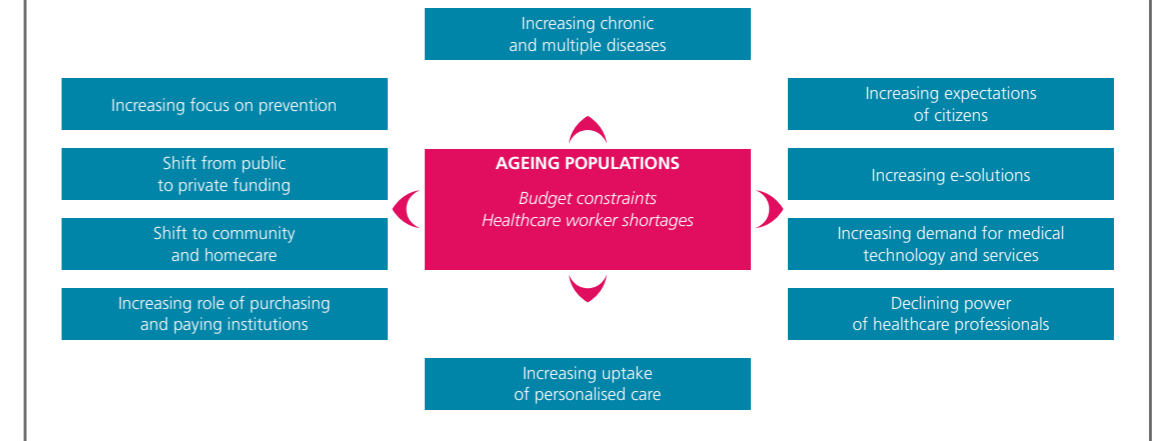 Increasing chronic
and multiple diseases
Increasing focus on prevention
Shift from public
to private funding
Shift to community
and homecare
Increasing role of purchasing
and paying institutions
AGEING POPULATIONS
Budget constraints
Healthcare worker shortages
Increasing expectations
of citizens
Increasing e-solutions
Increasing demand for medical
technology and services
Declining power
of healthcare professionals
Increasing uptake
of personalised care